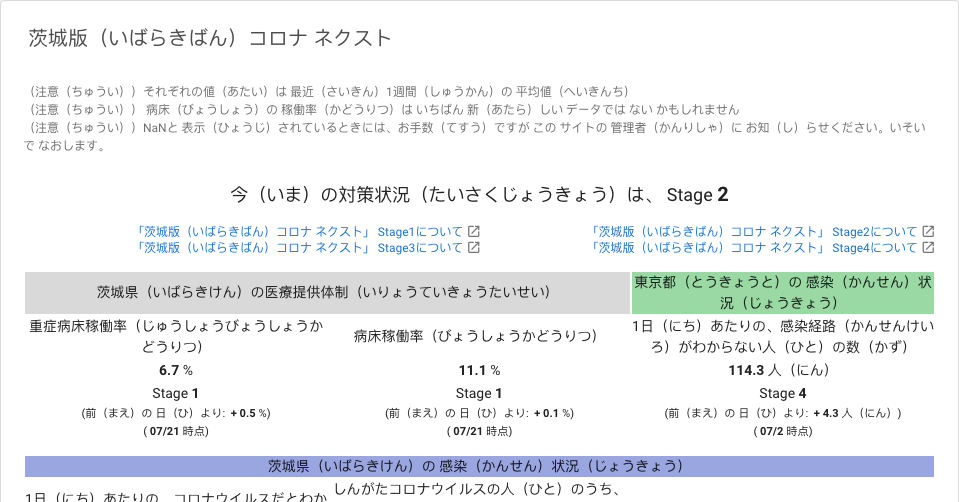 茨城版（いばらきばん）コロナ ネクスト
（注意（ちゅうい））それぞれの値（あたい）は 最近（さいきん）1週間（しゅうかん）の 平均値（へいきんち）
（注意（ちゅうい）） 病床（びょうしょう）の 稼働率（かどうりつ）は いちばん 新（あたら）しい データでは ない かもしれません
（注意（ちゅうい））NaNと 表示（ひょうじ）されているときには、お手数（てすう）ですが この サイトの 管理者（かんりしゃ）に お知（し）らせください。いそい
で なおします。
今（いま）の対策状況（たいさくじょうきょう）は、 Stage 2
「茨城版（いばらきばん）コロナ ネクスト」 Stage1について
「茨城版（いばらきばん）コロナ ネクスト」 Stage2について
「茨城版（いばらきばん）コロナ ネクスト」 Stage3について
「茨城版（いばらきばん）コロナ ネクスト」 Stage4について
茨城県（いばらきけん）の医療提供体制（いりょうていきょうたいせい）
東京都（とうきょうと）の 感染（かんせん）状
況（じょうきょう）
重症病床稼働率（じゅうしょうびょうしょうか
どうりつ）
6.7 %
Stage 1
(前（まえ）の 日（ひ）より: + 0.5 %)
( 07/21 時点)
病床稼働率（びょうしょうかどうりつ）
11.1 %
Stage 1
(前（まえ）の 日（ひ）より: + 0.1 %)
( 07/21 時点)
1日（にち）あたりの、感染経路（かんせんけい
ろ）がわからない人（ひと）の数（かず）
114.3 人（にん）
Stage 4
(前（まえ）の 日（ひ）より: + 4.3 人（にん）)
( 07/2 時点)
茨城県（いばらきけん）の 感染（かんせん）状況（じょうきょう）
1日（にち）あたりの、コロナウイルスだとわか
しんがたコロナウイルスの人（ひと）のうち、